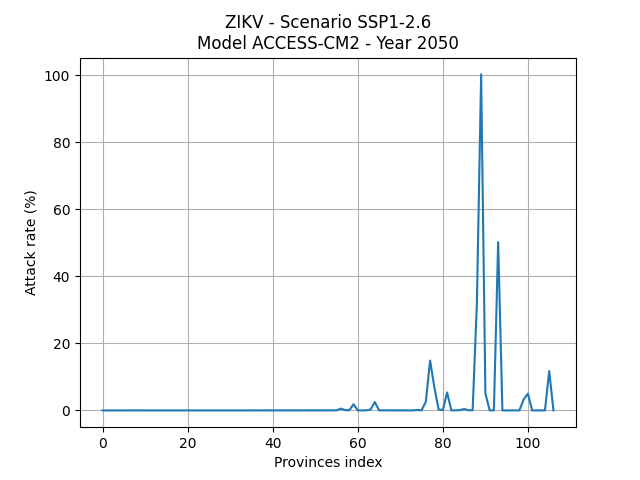 ZIKV - Scenario SSP1-2.6
Model ACCESS-CM2 - Year 2050
100
80
60
40
20
0
Attack rate (%)
0 20 40 60 80 100
Provinces index